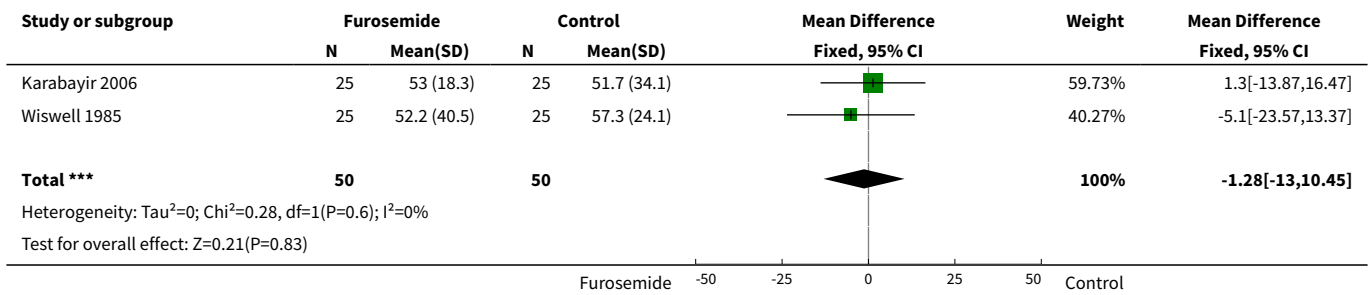 Study or subgroup Furosemide Control Mean Difference Weight Mean Difference
N Mean(SD) N Mean(SD) Fixed, 95% CI Fixed, 95% CI
Karabayir 2006 25 53 (18.3) 25 51.7 (34.1) 59.73% 1.3[-13.87,16.47]
Wiswell 1985 25 52.2 (40.5) 25 57.3 (24.1) 40.27% -5.1[-23.57,13.37]
Total *** 50 50 100% -1.28[-13,10.45]
Heterogeneity: Tau²=0; Chi²=0.28, df=1(P=0.6); I²=0%
Test for overall effect: Z=0.21(P=0.83)
Furosemide -50 -25 0 25 50 Control